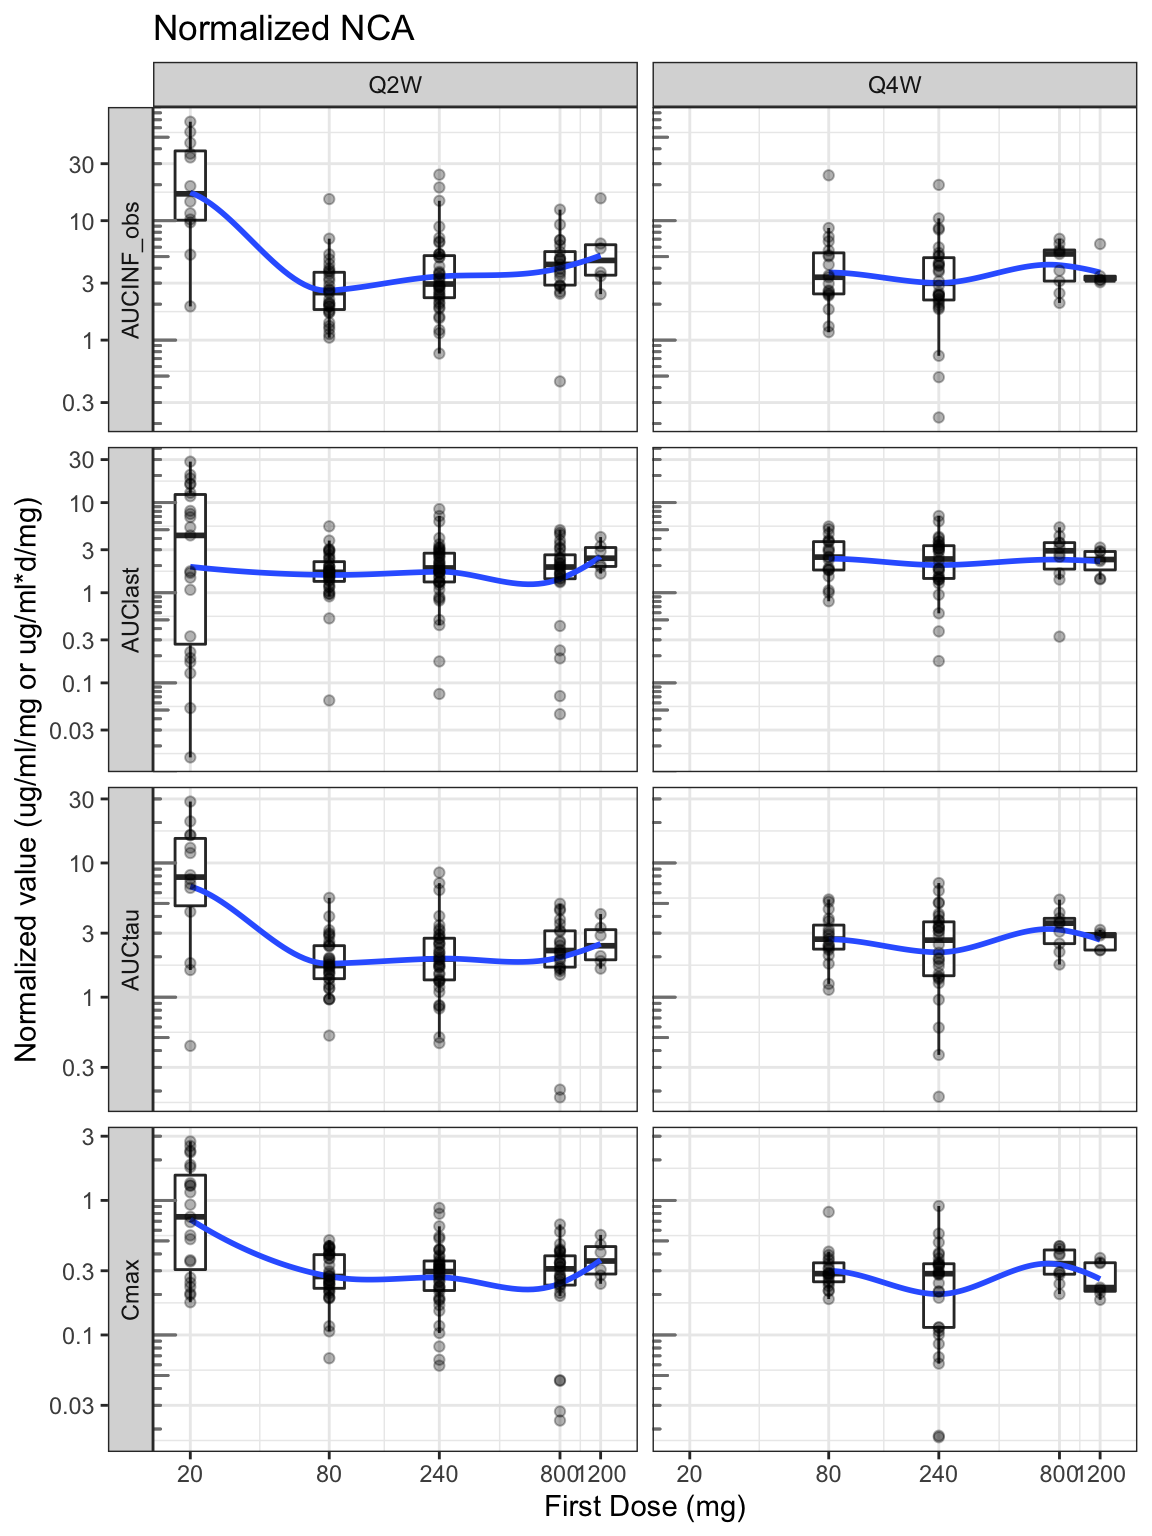 Normalized NCA
Q2W
Q4W
AUCINF_obs
30
10
3
1
0.3
AUClast
30
10
3
1
0.3
0.1
0.03
AUCtau
30
10
3
1
0.3
Cmax
3
1
0.3
0.1
0.03
Normalized value (ug/ml/mg or ug/ml*d/mg)
20 80 240 800 1200 20 80 240 800 1200
First Dose (mg)